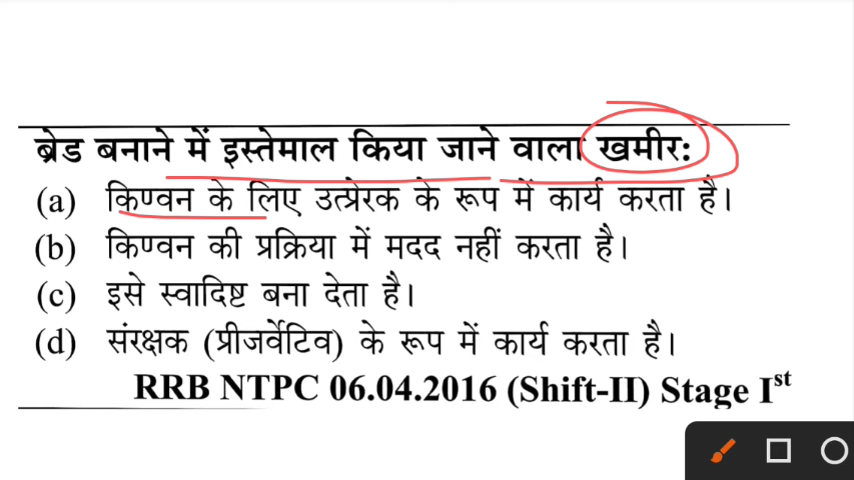 ब्रेड बनाने में इस्तेमाल किया जाने वाला खमीर:
(a) किण्वन के लिए उत्प्रेरक के रूप में कार्य करता है।
(b) किण्वन की प्रक्रिया में मदद नहीं करता है।
(c) इसे स्वादिष्ट बना देता है।
(d) संरक्षक (प्रीजर्वेटिव) के रूप में कार्य करता है।
RRB NTPC 06.04.2016 (Shift-II) Stage Ist